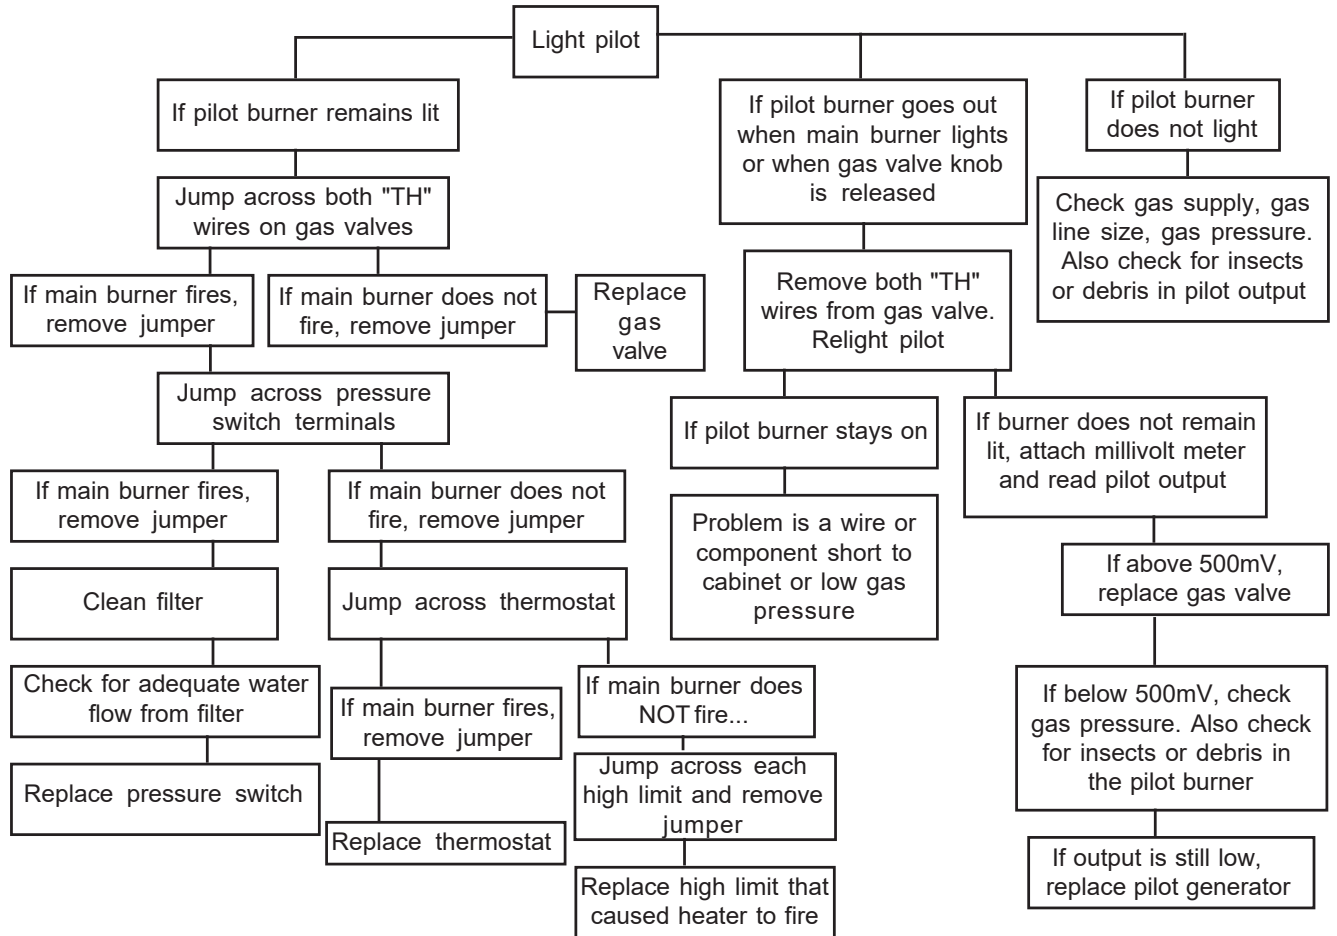 Light pilot
If pilot burner remains lit
Jump across both "TH"
wires on gas valves
If main burner fires,
remove jumper
If main burner does not
fire, remove jumper
Replace
gas
valve
Jump across pressure
switch terminals
If main burner fires,
remove jumper
Clean filter
Check for adequate water
flow from filter
Replace pressure switch
If main burner does not
fire, remove jumper
Jump across thermostat
If main burner fires,
remove jumper
Replace thermostat
If main burner does
NOT fire...
Jump across each
high limit and remove
jumper
Replace high limit that
caused heater to fire
If pilot burner goes out
when main burner lights
or when gas valve knob
is released
Remove both "TH"
wires from gas valve.
Relight pilot
If pilot burner stays on
Problem is a wire or
component short to
cabinet or low gas
pressure
If burner does not remain
lit, attach millivolt meter
and read pilot output
If above 500mV,
replace gas valve
If below 500mV, check
gas pressure. Also check
for insects or debris in
the pilot burner
If output is still low,
replace pilot generator
If pilot burner
does not light
Check gas supply, gas
line size, gas pressure.
Also check for insects
or debris in pilot output